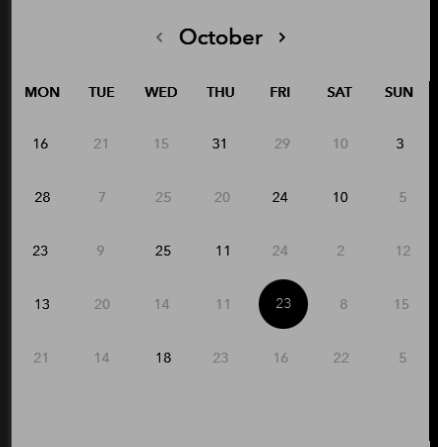 ‹ October ›
MON TUE WED THU FRI SAT SUN
16 21 15 31 29 10 3
28 7 25 20 24 10 5
23 9 25 11 24 2 12
13 20 14 11 23 8 15
21 14 18 23 16 22 5